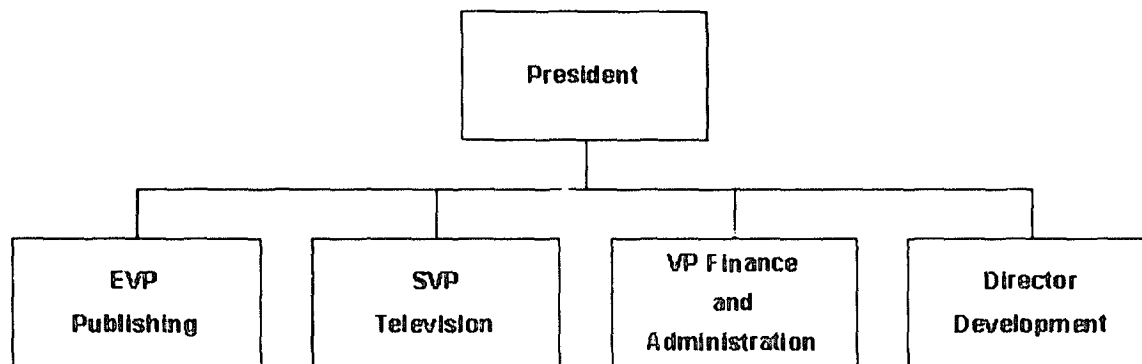 President
EVP
Publishing
SVP
Television
VP Finance
and
Administration
Director
Development